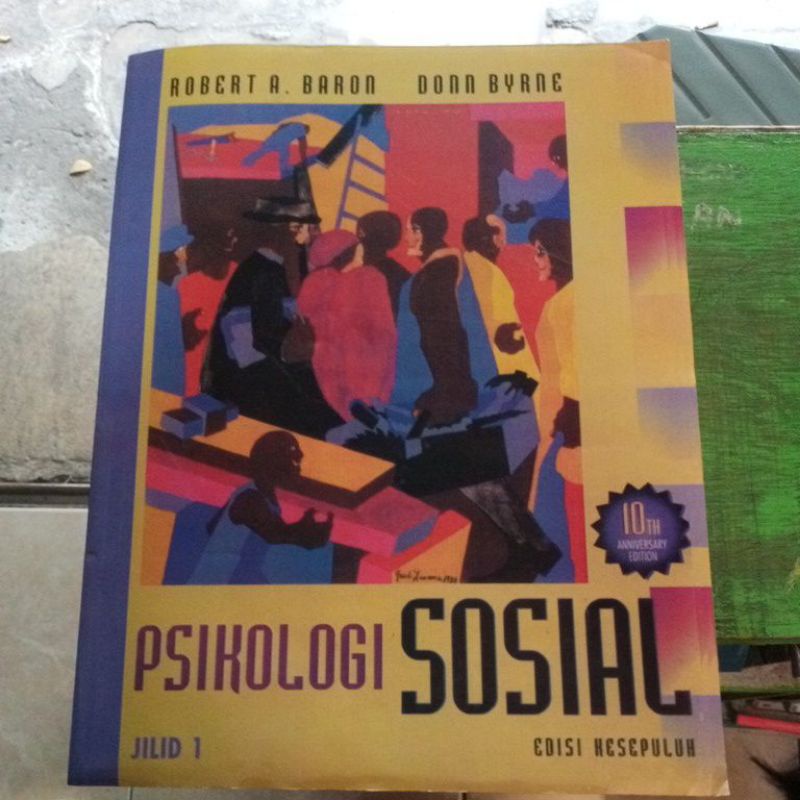 ROBERT A. BARON DONN BYRNE
10TH
ANNIVERSARY
EDITION
PSIKOLOGI SOSIAL
JILID 1
EDISI KESEPULUH